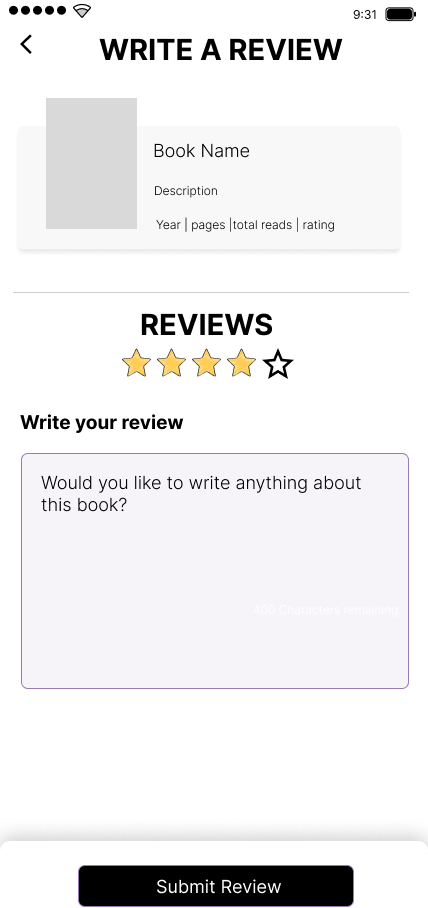 9:31
WRITE A REVIEW
Book Name
Description
Year | pages |total reads | rating
REVIEWS
Write your review
Would you like to write anything about
this book?
400 Characters remaining
Submit Review